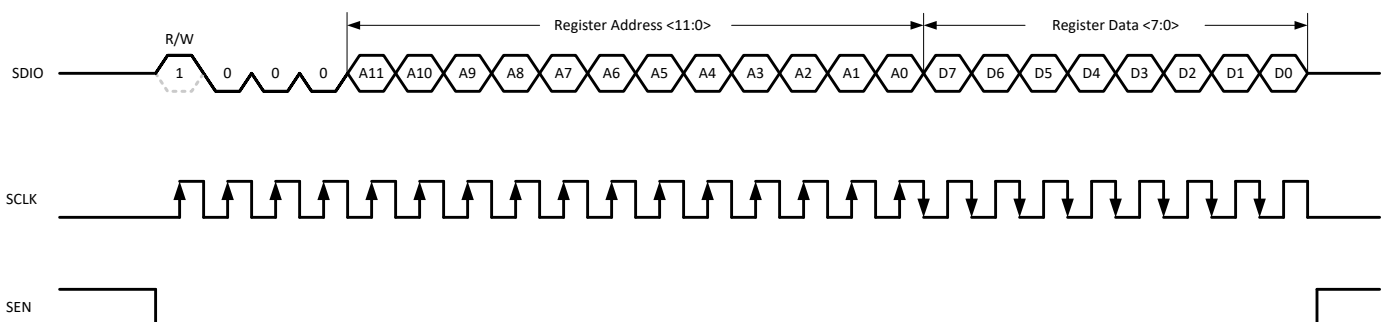 Register Address <11:0> Register Data <7:0>
R/W
SDIO 1 0 0 0 A11 A10 A9 A8 A7 A6 A5 A4 A3 A2 A1 A0 D7 D6 D5 D4 D3 D2 D1 D0
SCLK
SEN